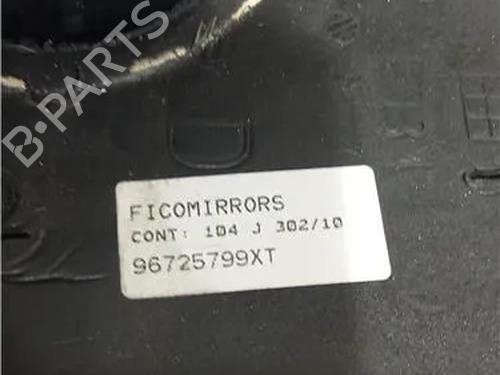 B-PARTS
FICOMIRRORS
CONT: 104 J 302/10
96725799XT